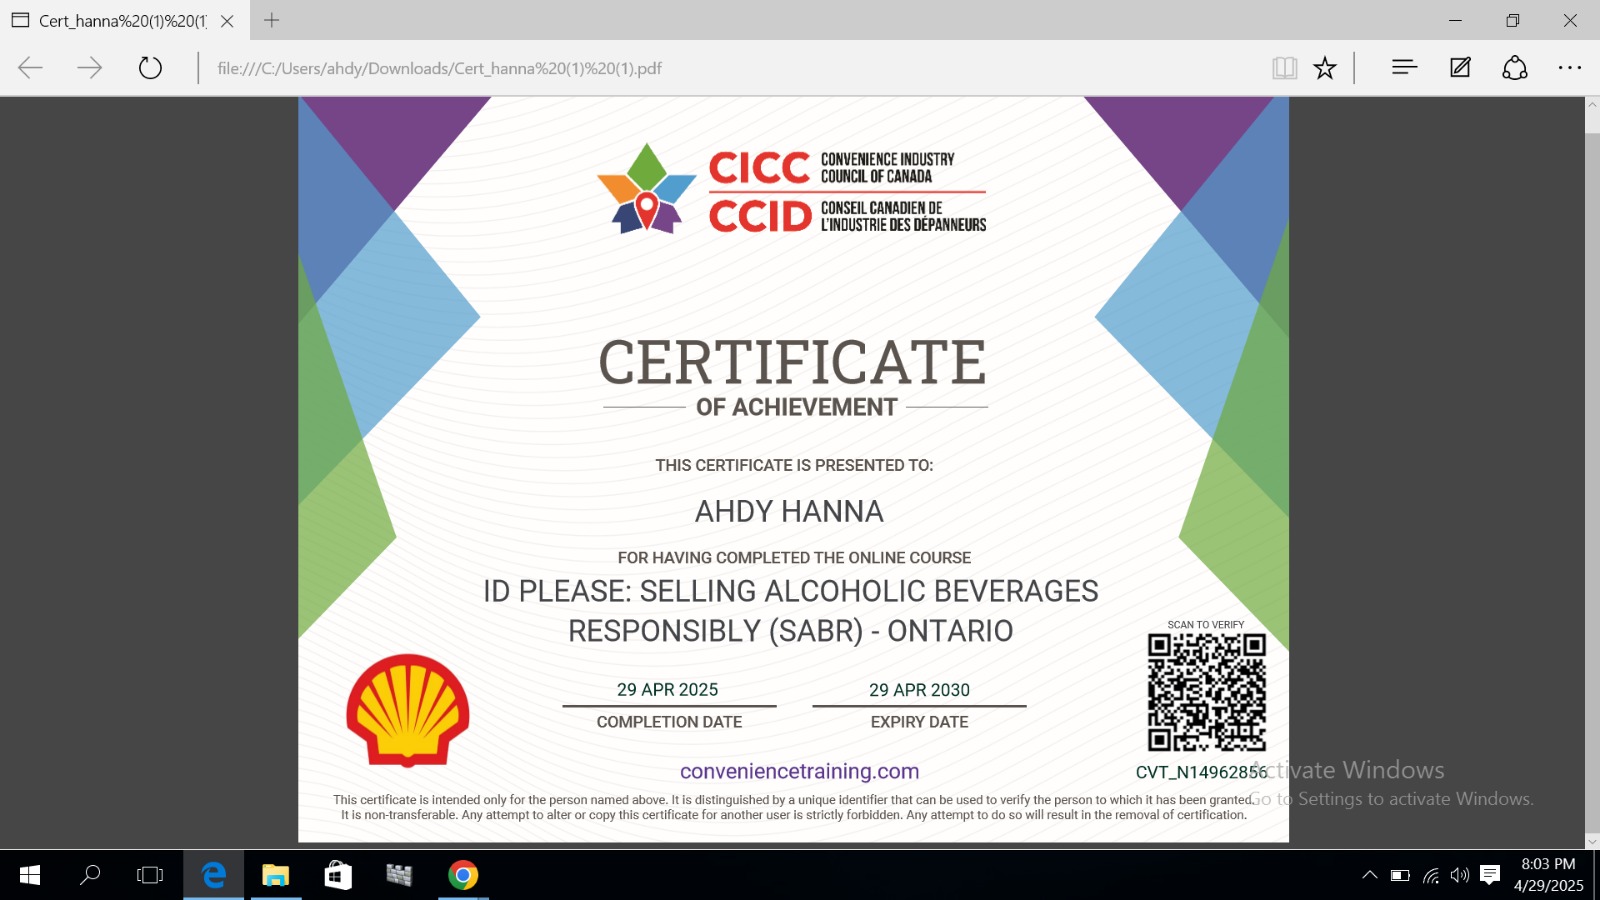 Cert_hanna%20(1)%20(1)
file:///C:/Users/ahdy/Downloads/Cert_hanna%20(1)%20(1).pdf
CICC CONVENIENCE INDUSTRY
COUNCIL OF CANADA
CCID CONSEIL CANADIEN DE
L'INDUSTRIE DES DÉPANNEURS
CERTIFICATE
OF ACHIEVEMENT
THIS CERTIFICATE IS PRESENTED TO:
AHDY HANNA
FOR HAVING COMPLETED THE ONLINE COURSE
ID PLEASE: SELLING ALCOHOLIC BEVERAGES
RESPONSIBLY (SABR) - ONTARIO
SCAN TO VERIFY
29 APR 2025 29 APR 2030
COMPLETION DATE EXPIRY DATE
conveniencetraining.com
CVT_N14962856
Activate Windows
Go to Settings to activate Windows.
This certificate is intended only for the person named above. It is distinguished by a unique identifier that can be used to verify the person to which it has been granted.
It is non-transferable. Any attempt to alter or copy this certificate for another user is strictly forbidden. Any attempt to do so will result in the removal of certification.
8:03 PM
4/29/2025